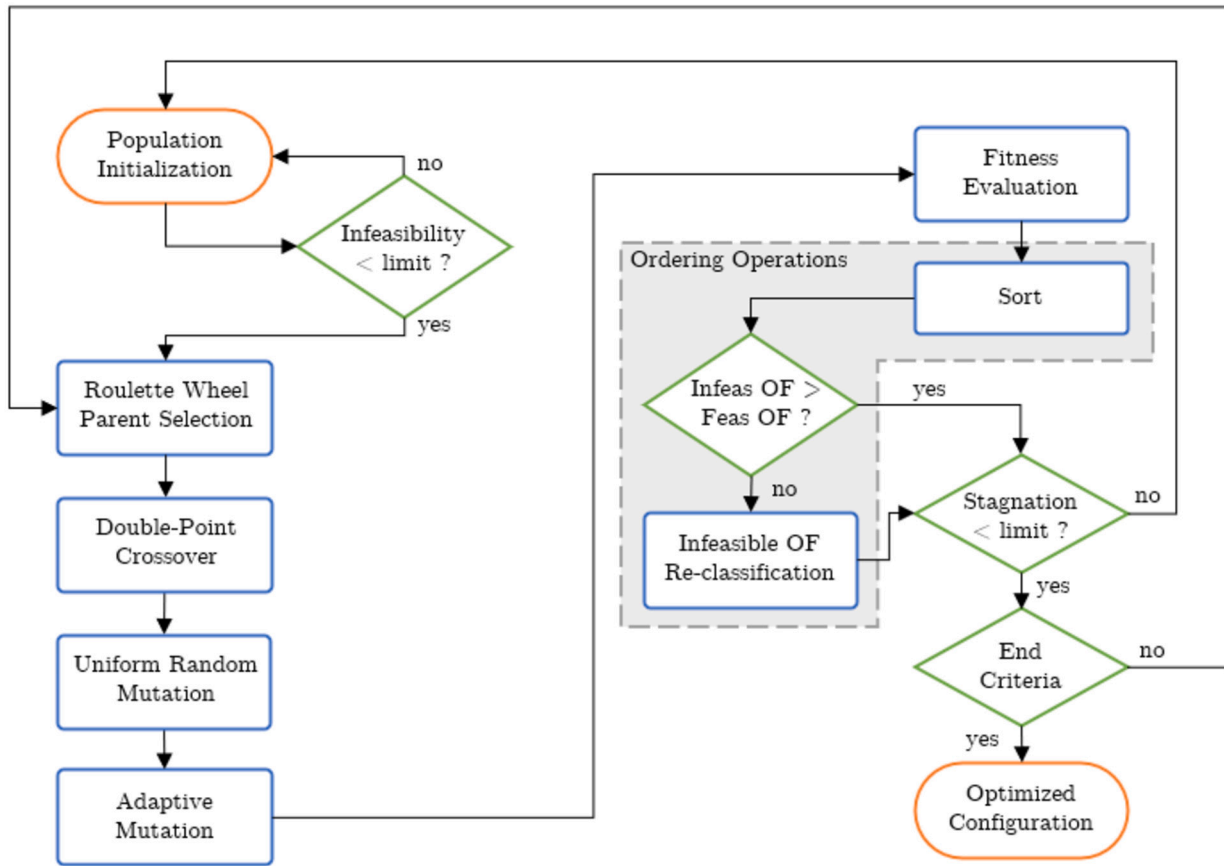 Population
Initialization
no
Infeasibility
< limit ?
yes
Roulette Wheel
Parent Selection
Double-Point
Crossover
Uniform Random
Mutation
Adaptive
Mutation
Fitness
Evaluation
Ordering Operations
Sort
Infeas OF >
Feas OF ?
yes
no
Infeasible OF
Re-classification
Stagnation
< limit ?
no
yes
End
Criteria
no
yes
Optimized
Configuration